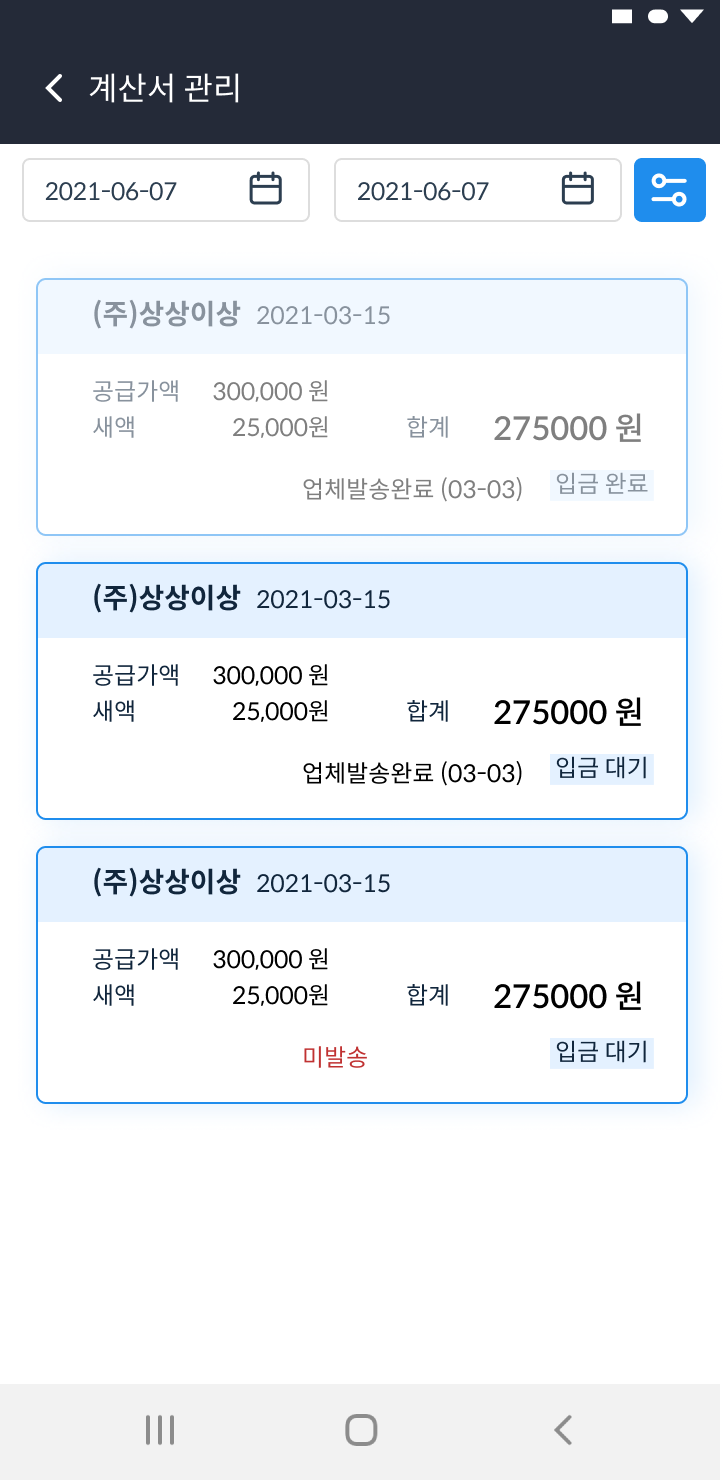 계산서 관리
2021-06-07 2021-06-07
(주)상상이상 2021-03-15
공급가액 300,000 원
새액 25,000원 합계 275000 원
업체발송완료 (03-03) 입금 완료
(주)상상이상 2021-03-15
공급가액 300,000 원
새액 25,000원 합계 275000 원
업체발송완료 (03-03) 입금 대기
(주)상상이상 2021-03-15
공급가액 300,000 원
새액 25,000원 합계 275000 원
미발송 입금 대기